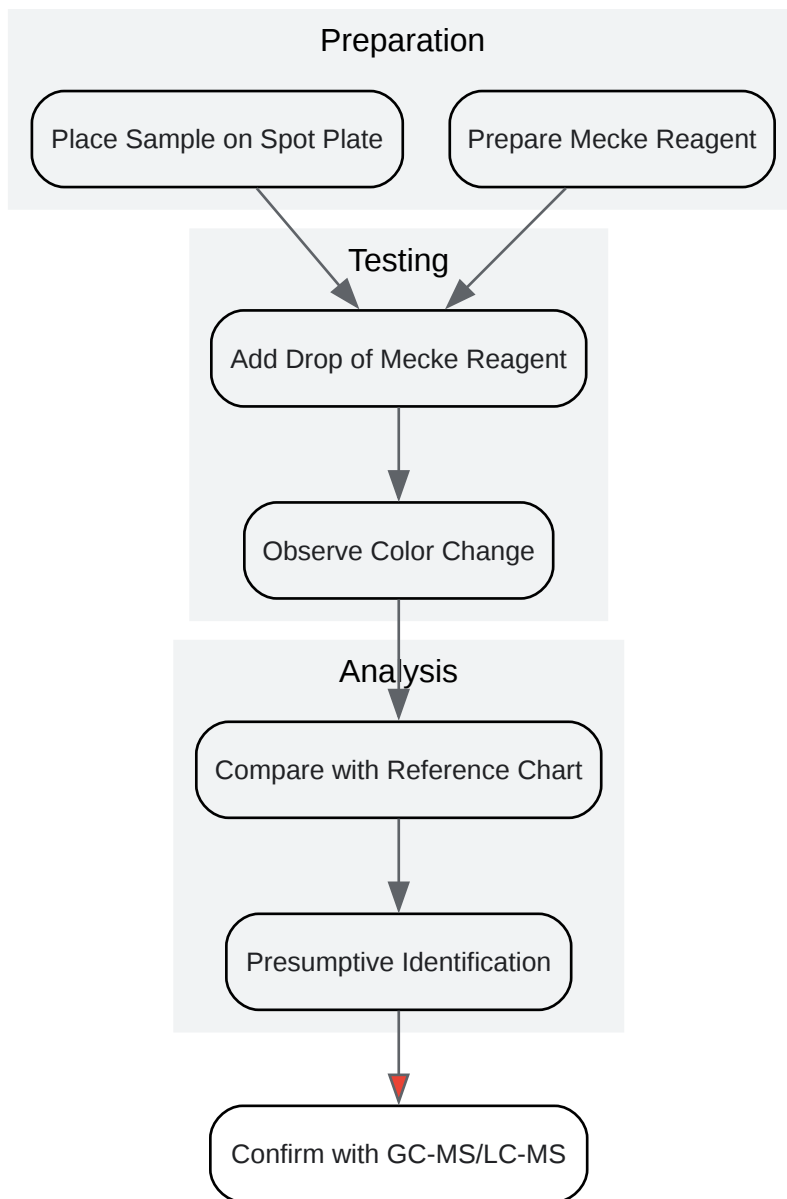 Preparation
Place Sample on Spot Plate
Prepare Mecke Reagent
Testing
Add Drop of Mecke Reagent
Observe Color Change
Analysis
Compare with Reference Chart
Presumptive Identification
Confirm with GC-MS/LC-MS